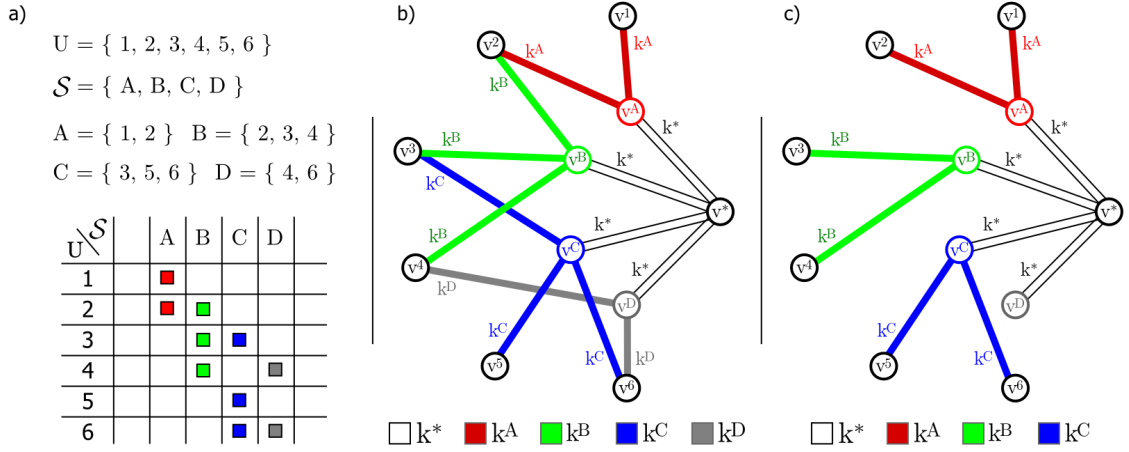 a)
U = { 1, 2, 3, 4, 5, 6 }
𝒮 = { A, B, C, D }
A = { 1, 2 } B = { 2, 3, 4 }
C = { 3, 5, 6 } D = { 4, 6 }
U/𝒮 A B C D
1
2
3
4
5
6
b)
v¹
v²
kᴬ
kᴬ
kᴮ
vᴬ
k*
v³
kᴮ
vᴮ
k*
kC
v*
kᴮ
k*
vC
v⁴
k*
kᴰ
vᴰ
kC
kC
kᴰ
v⁵
v⁶
k* kᴬ kᴮ kC kᴰ
c)
v¹
v²
kᴬ
kᴬ
vᴬ
k*
v³
kᴮ
vᴮ
k*
v*
kᴮ
k*
vC
v⁴
k*
vᴰ
kC
kC
v⁵
v⁶
k* kᴬ kᴮ kC